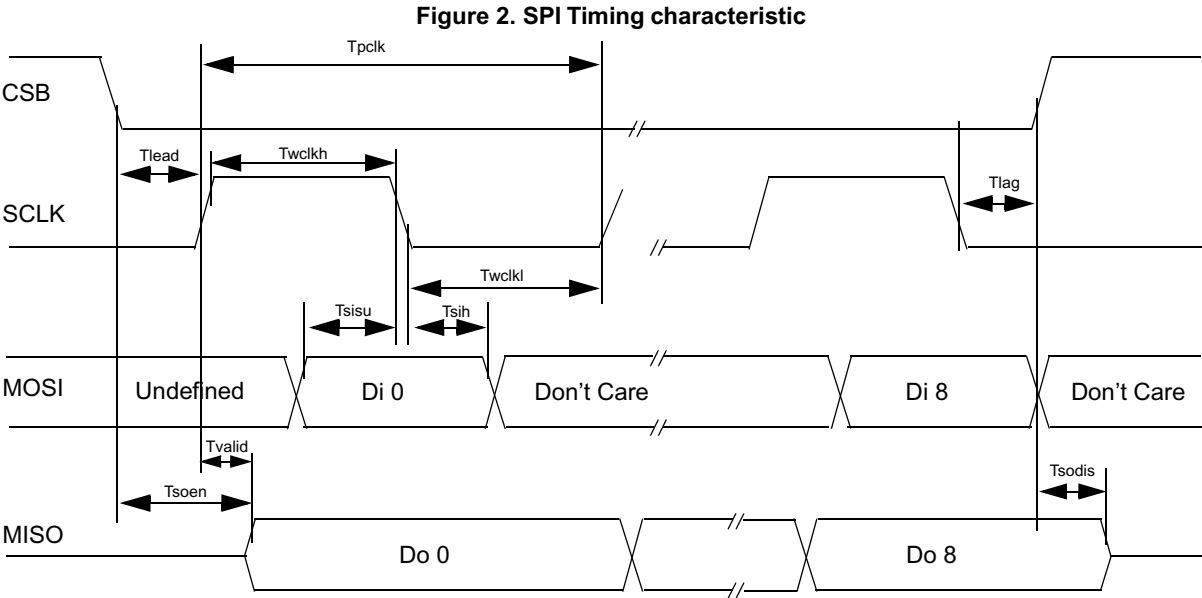 Figure 2. SPI Timing characteristic
Tpclk
CSB
Tlead
Twclkh
Tlag
SCLK
Twclkl
Tsisu
Tsih
MOSI
Undefined
Di 0
Don't Care
Di 8
Don't Care
Tvalid
Tsoen
Tsodis
MISO
Do 0
Do 8